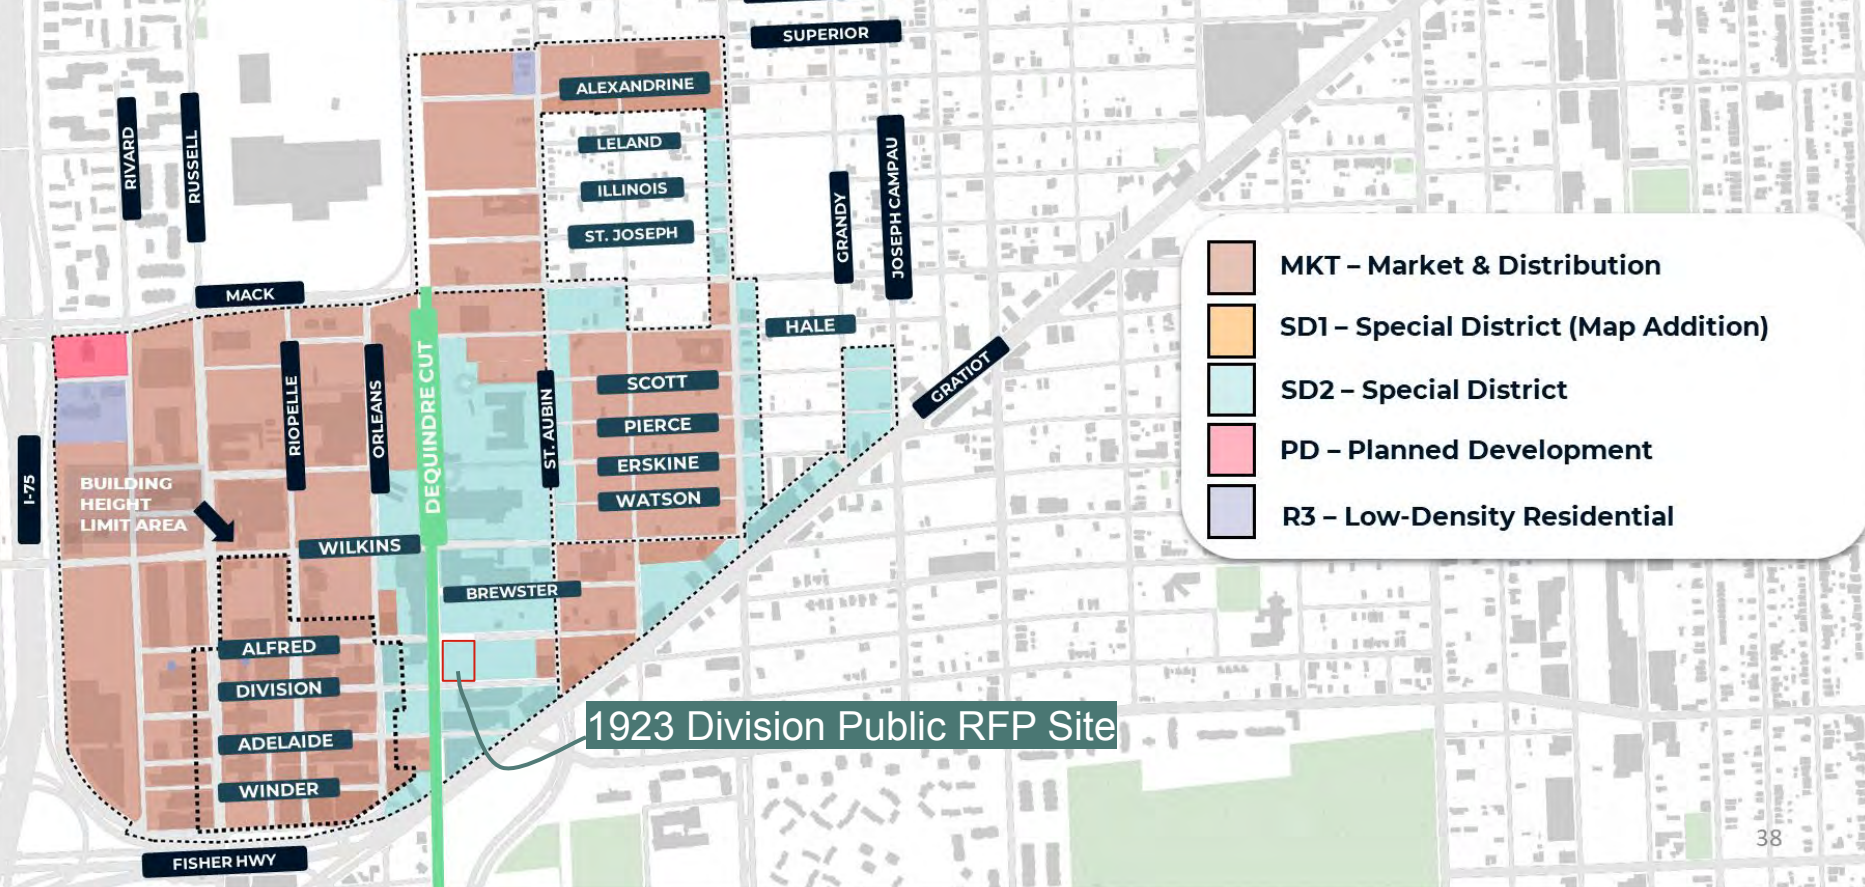 SUPERIOR
ALEXANDRINE
RIVARD
RUSSELL
LELAND
ILLINOIS
ST. JOSEPH
GRANDY
JOSEPH CAMPAU
MACK
HALE
GRATIOT
MKT – Market & Distribution
SD1 – Special District (Map Addition)
SD2 – Special District
PD – Planned Development
R3 – Low-Density Residential
RIOPELLE
ORLEANS
DEQUINDRE CUT
ST. AUBIN
SCOTT
PIERCE
ERSKINE
WATSON
I-75
BUILDING
HEIGHT
LIMIT AREA
WILKINS
BREWSTER
ALFRED
DIVISION
1923 Division Public RFP Site
ADELAIDE
WINDER
FISHER HWY
38